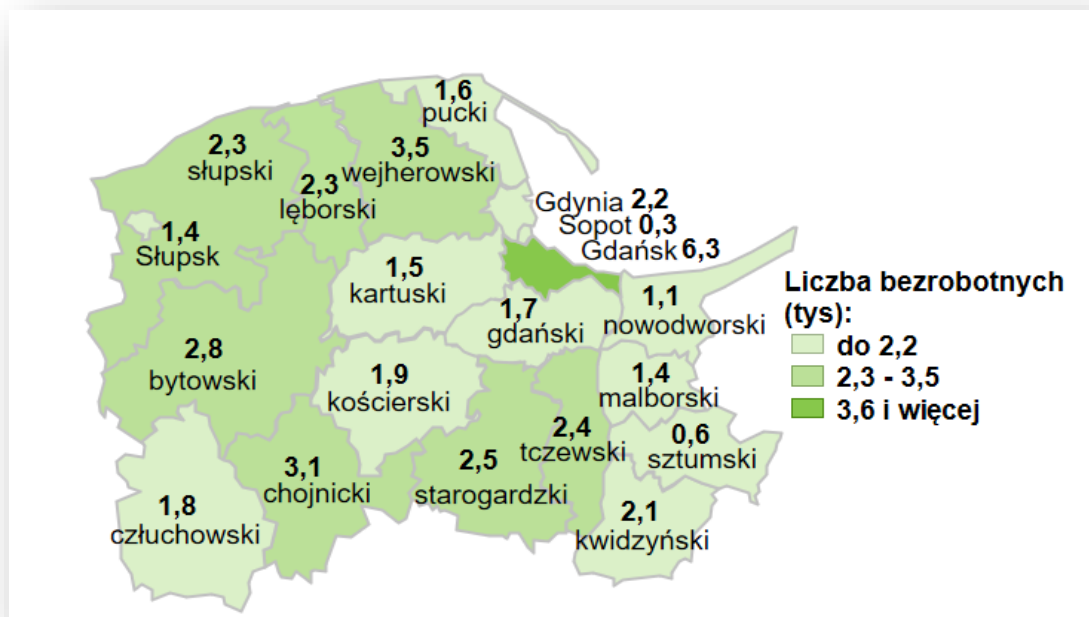 1,6
pucki
2,3
słupski
3,5
wejherowski
2,3
lęborski
Gdynia 2,2
Sopot 0,3
Gdańsk 6,3
1,4
Słupsk
1,5
kartuski
1,7
gdański
1,1
nowodworski
2,8
bytowski
1,9
kościerski
1,4
malborski
2,4
tczewski
0,6
sztumski
3,1
chojnicki
2,5
starogardzki
1,8
człuchowski
2,1
kwidzyński
Liczba bezrobotnych
(tys):
do 2,2
2,3 - 3,5
3,6 i więcej